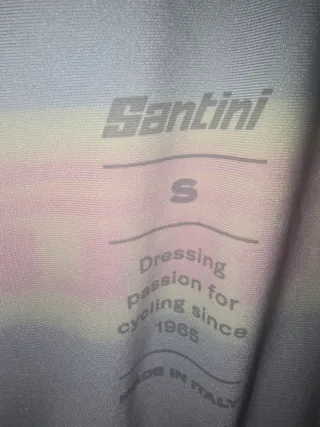 Santini
S
Dressing
passion for
cycling since
1965
MADE IN ITALY